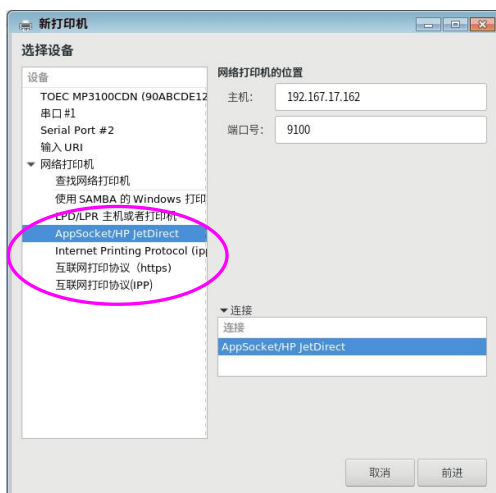 新打印机
选择设备
设备
TOEC MP3100CDN (90ABCDE12
串口 #1
Serial Port #2
输入 URI
网络打印机
查找网络打印机
使用 SAMBA 的 Windows 打印
LPD/LPR 主机或者打印机
AppSocket/HP JetDirect
Internet Printing Protocol (ipp
互联网打印协议（https)
互联网打印协议(IPP)
网络打印机的位置
主机： 192.167.17.162
端口号： 9100
连接
连接
AppSocket/HP JetDirect
取消 前进